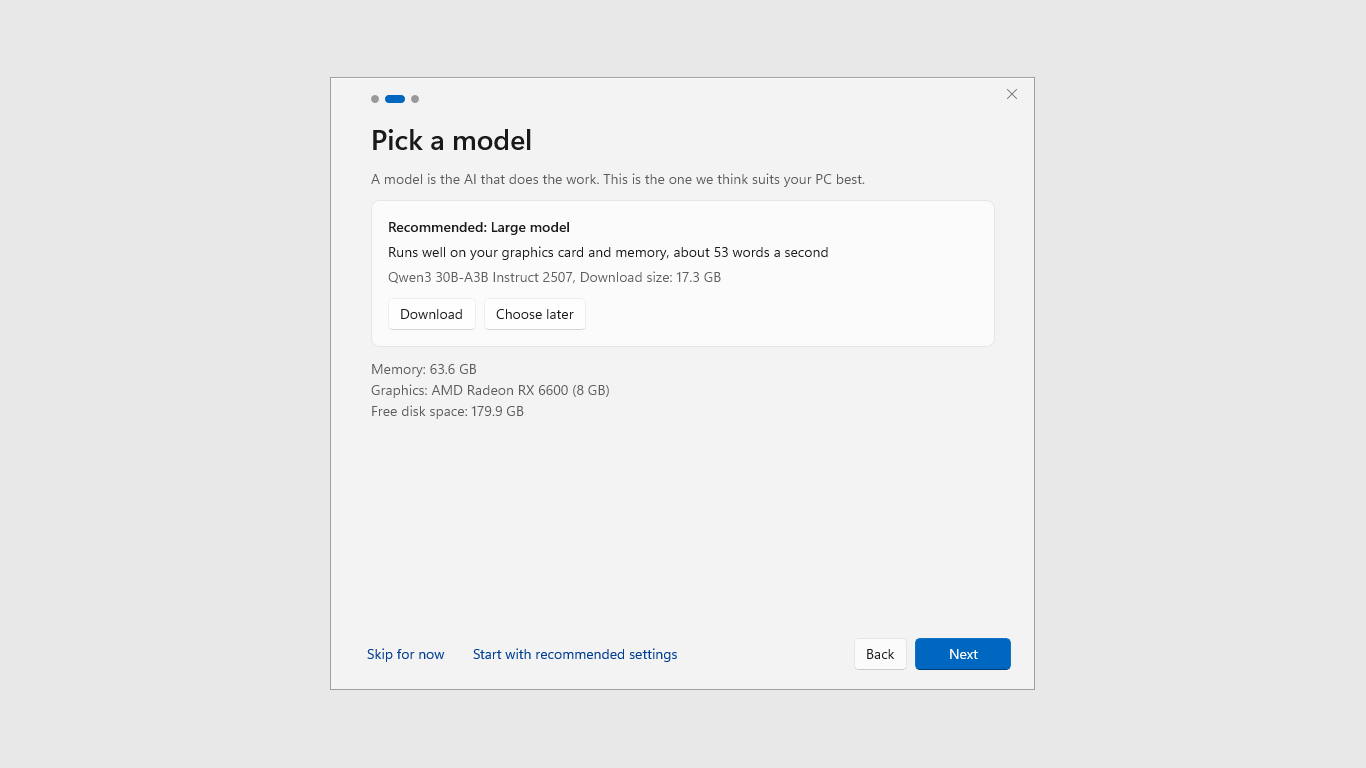 Pick a model
A model is the AI that does the work. This is the one we think suits your PC best.
Recommended: Large model
Runs well on your graphics card and memory, about 53 words a second
Qwen3 30B-A3B Instruct 2507, Download size: 17.3 GB
Download Choose later
Memory: 63.6 GB
Graphics: AMD Radeon RX 6600 (8 GB)
Free disk space: 179.9 GB
Skip for now Start with recommended settings Back Next